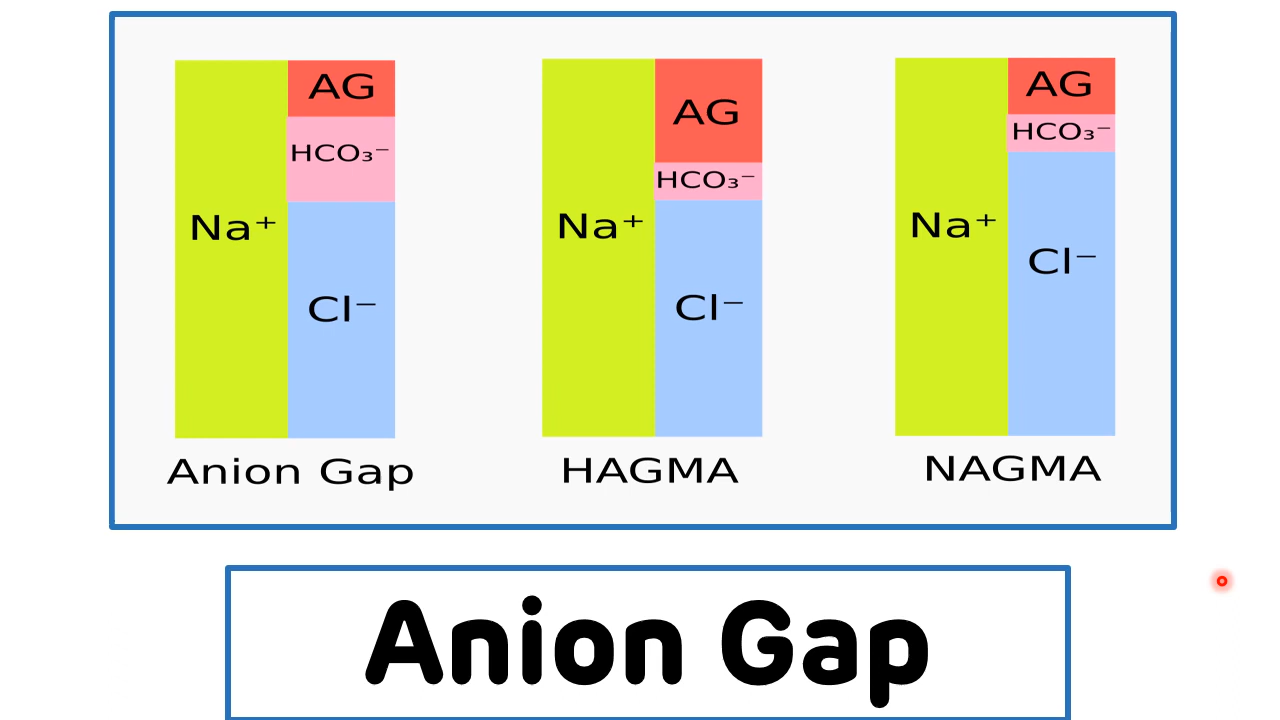 AG
HCO₃⁻
Na⁺
Cl⁻
Anion Gap
AG
HCO₃⁻
Na⁺
Cl⁻
HAGMA
AG
HCO₃⁻
Na⁺
Cl⁻
NAGMA
Anion Gap